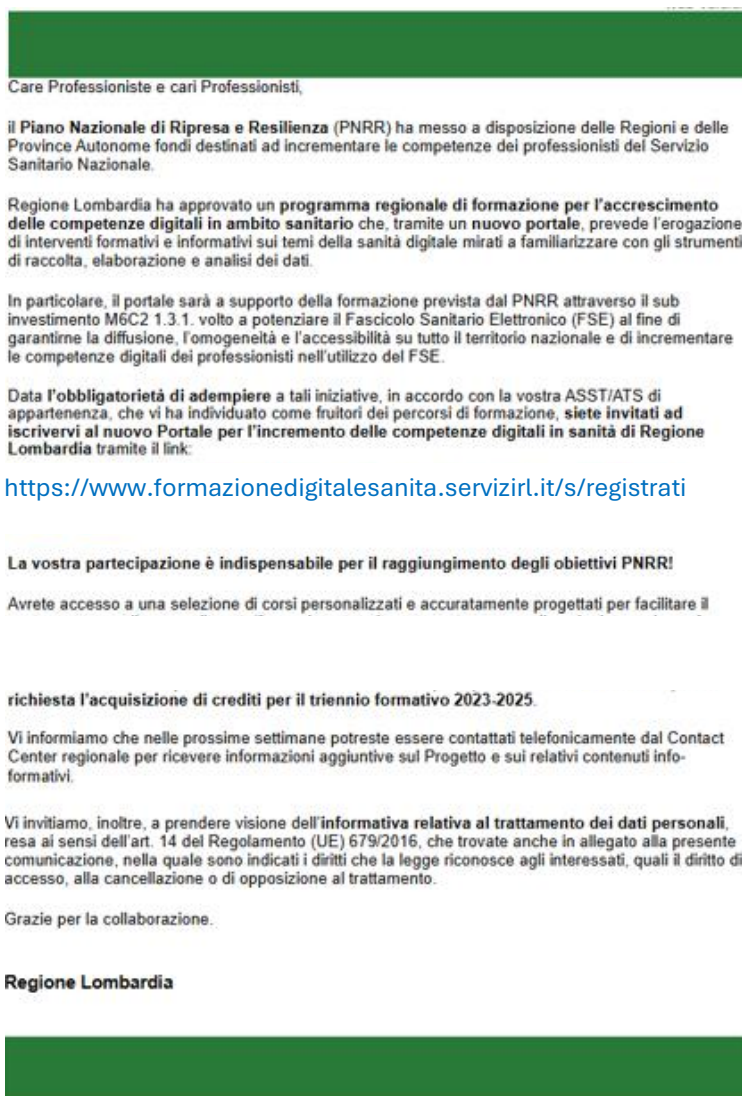 Care Professioniste e cari Professionisti,
il Piano Nazionale di Ripresa e Resilienza (PNRR) ha messo a disposizione delle Regioni e delle
Province Autonome fondi destinati ad incrementare le competenze dei professionisti del Servizio
Sanitario Nazionale.
Regione Lombardia ha approvato un programma regionale di formazione per l'accrescimento
delle competenze digitali in ambito sanitario che, tramite un nuovo portale, prevede l'erogazione
di interventi formativi e informativi sui temi della sanità digitale mirati a familiarizzare con gli strumenti
di raccolta, elaborazione e analisi dei dati.
In particolare, il portale sarà a supporto della formazione prevista dal PNRR attraverso il sub
investimento M6C2 1.3.1. volto a potenziare il Fascicolo Sanitario Elettronico (FSE) al fine di
garantirne la diffusione, l'omogeneità e l'accessibilità su tutto il territorio nazionale e di incrementare
le competenze digitali dei professionisti nell'utilizzo del FSE.
Data l'obbligatorietà di adempiere a tali iniziative, in accordo con la vostra ASST/ATS di
appartenenza, che vi ha individuato come fruitori dei percorsi di formazione, siete invitati ad
iscrivervi al nuovo Portale per l'incremento delle competenze digitali in sanità di Regione
Lombardia tramite il link:
https://www.formazionedigitalesanita.servizirl.it/s/registrati
La vostra partecipazione è indispensabile per il raggiungimento degli obiettivi PNRR!
Avrete accesso a una selezione di corsi personalizzati e accuratamente progettati per facilitare il
richiesta l'acquisizione di crediti per il triennio formativo 2023-2025.
Vi informiamo che nelle prossime settimane potreste essere contattati telefonicamente dal Contact
Center regionale per ricevere informazioni aggiuntive sul Progetto e sui relativi contenuti info-
formativi.
Vi invitiamo, inoltre, a prendere visione dell'informativa relativa al trattamento dei dati personali,
resa ai sensi dell'art. 14 del Regolamento (UE) 679/2016, che trovate anche in allegato alla presente
comunicazione, nella quale sono indicati i diritti che la legge riconosce agli interessati, quali il diritto di
accesso, alla cancellazione o di opposizione al trattamento.
Grazie per la collaborazione.
Regione Lombardia